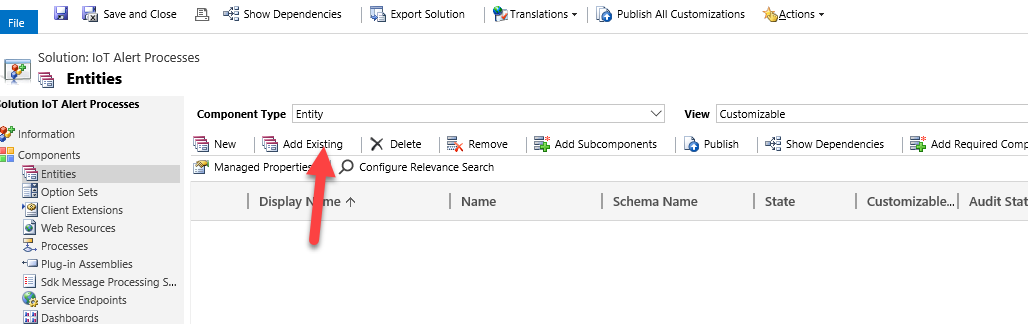 File Save and Close Show Dependencies Export Solution Translations Publish All Customizations Actions
Solution: IoT Alert Processes
Entities
Solution IoT Alert Processes
Information
Components
Entities
Option Sets
Client Extensions
Web Resources
Processes
Plug-in Assemblies
Sdk Message Processing S...
Service Endpoints
Dashboards
Component Type Entity View Customizable
New Add Existing Delete Remove Add Subcomponents Publish Show Dependencies Add Required Comp
Managed Properties Configure Relevance Search
Display Name Name Schema Name State Customizable... Audit Stat